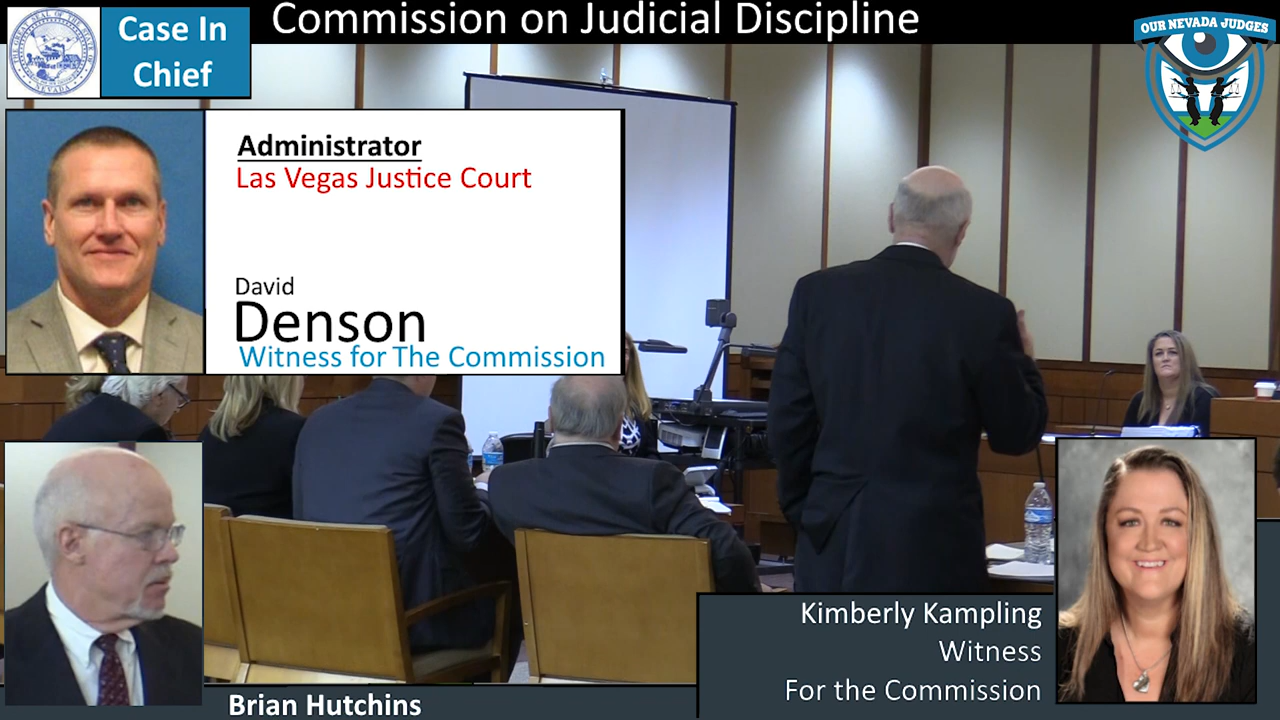 Case In
Chief
Commission on Judicial Discipline
OUR NEVADA JUDGES
Administrator
Las Vegas Justice Court
David
Denson
Witness for The Commission
Kimberly Kampling
Witness
For the Commission
Brian Hutchins